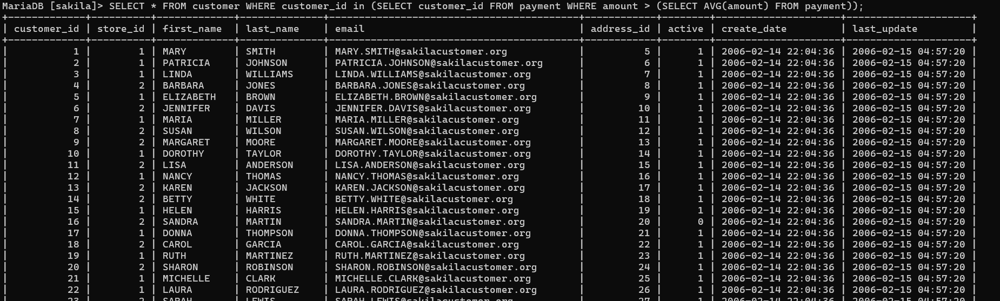 MariaDB [sakila]> SELECT * FROM customer WHERE customer_id in (SELECT customer_id FROM payment WHERE amount > (SELECT AVG(amount) FROM payment));
+-------------+----------+------------+-----------+------------------------------------------+------------+--------+---------------------+---------------------+
| customer_id | store_id | first_name | last_name | email | address_id | active | create_date | last_update |
+-------------+----------+------------+-----------+------------------------------------------+------------+--------+---------------------+---------------------+
| 1 | 1 | MARY | SMITH | MARY.SMITH@sakilacustomer.org | 5 | 1 | 2006-02-14 22:04:36 | 2006-02-15 04:57:20 |
| 2 | 1 | PATRICIA | JOHNSON | PATRICIA.JOHNSON@sakilacustomer.org | 6 | 1 | 2006-02-14 22:04:36 | 2006-02-15 04:57:20 |
| 3 | 1 | LINDA | WILLIAMS | LINDA.WILLIAMS@sakilacustomer.org | 7 | 1 | 2006-02-14 22:04:36 | 2006-02-15 04:57:20 |
| 4 | 2 | BARBARA | JONES | BARBARA.JONES@sakilacustomer.org | 8 | 1 | 2006-02-14 22:04:36 | 2006-02-15 04:57:20 |
| 5 | 1 | ELIZABETH | BROWN | ELIZABETH.BROWN@sakilacustomer.org | 9 | 1 | 2006-02-14 22:04:36 | 2006-02-15 04:57:20 |
| 6 | 2 | JENNIFER | DAVIS | JENNIFER.DAVIS@sakilacustomer.org | 10 | 1 | 2006-02-14 22:04:36 | 2006-02-15 04:57:20 |
| 7 | 1 | MARIA | MILLER | MARIA.MILLER@sakilacustomer.org | 11 | 1 | 2006-02-14 22:04:36 | 2006-02-15 04:57:20 |
| 8 | 2 | SUSAN | WILSON | SUSAN.WILSON@sakilacustomer.org | 12 | 1 | 2006-02-14 22:04:36 | 2006-02-15 04:57:20 |
| 9 | 2 | MARGARET | MOORE | MARGARET.MOORE@sakilacustomer.org | 13 | 1 | 2006-02-14 22:04:36 | 2006-02-15 04:57:20 |
| 10 | 1 | DOROTHY | TAYLOR | DOROTHY.TAYLOR@sakilacustomer.org | 14 | 1 | 2006-02-14 22:04:36 | 2006-02-15 04:57:20 |
| 11 | 2 | LISA | ANDERSON | LISA.ANDERSON@sakilacustomer.org | 15 | 1 | 2006-02-14 22:04:36 | 2006-02-15 04:57:20 |
| 12 | 1 | NANCY | THOMAS | NANCY.THOMAS@sakilacustomer.org | 16 | 1 | 2006-02-14 22:04:36 | 2006-02-15 04:57:20 |
| 13 | 2 | KAREN | JACKSON | KAREN.JACKSON@sakilacustomer.org | 17 | 1 | 2006-02-14 22:04:36 | 2006-02-15 04:57:20 |
| 14 | 2 | BETTY | WHITE | BETTY.WHITE@sakilacustomer.org | 18 | 1 | 2006-02-14 22:04:36 | 2006-02-15 04:57:20 |
| 15 | 1 | HELEN | HARRIS | HELEN.HARRIS@sakilacustomer.org | 19 | 1 | 2006-02-14 22:04:36 | 2006-02-15 04:57:20 |
| 16 | 2 | SANDRA | MARTIN | SANDRA.MARTIN@sakilacustomer.org | 20 | 0 | 2006-02-14 22:04:36 | 2006-02-15 04:57:20 |
| 17 | 1 | DONNA | THOMPSON | DONNA.THOMPSON@sakilacustomer.org | 21 | 1 | 2006-02-14 22:04:36 | 2006-02-15 04:57:20 |
| 18 | 2 | CAROL | GARCIA | CAROL.GARCIA@sakilacustomer.org | 22 | 1 | 2006-02-14 22:04:36 | 2006-02-15 04:57:20 |
| 19 | 1 | RUTH | MARTINEZ | RUTH.MARTINEZ@sakilacustomer.org | 23 | 1 | 2006-02-14 22:04:36 | 2006-02-15 04:57:20 |
| 20 | 2 | SHARON | ROBINSON | SHARON.ROBINSON@sakilacustomer.org | 24 | 1 | 2006-02-14 22:04:36 | 2006-02-15 04:57:20 |
| 21 | 1 | MICHELLE | CLARK | MICHELLE.CLARK@sakilacustomer.org | 25 | 1 | 2006-02-14 22:04:36 | 2006-02-15 04:57:20 |
| 22 | 1 | LAURA | RODRIGUEZ | LAURA.RODRIGUEZ@sakilacustomer.org | 26 | 1 | 2006-02-14 22:04:36 | 2006-02-15 04:57:20 |